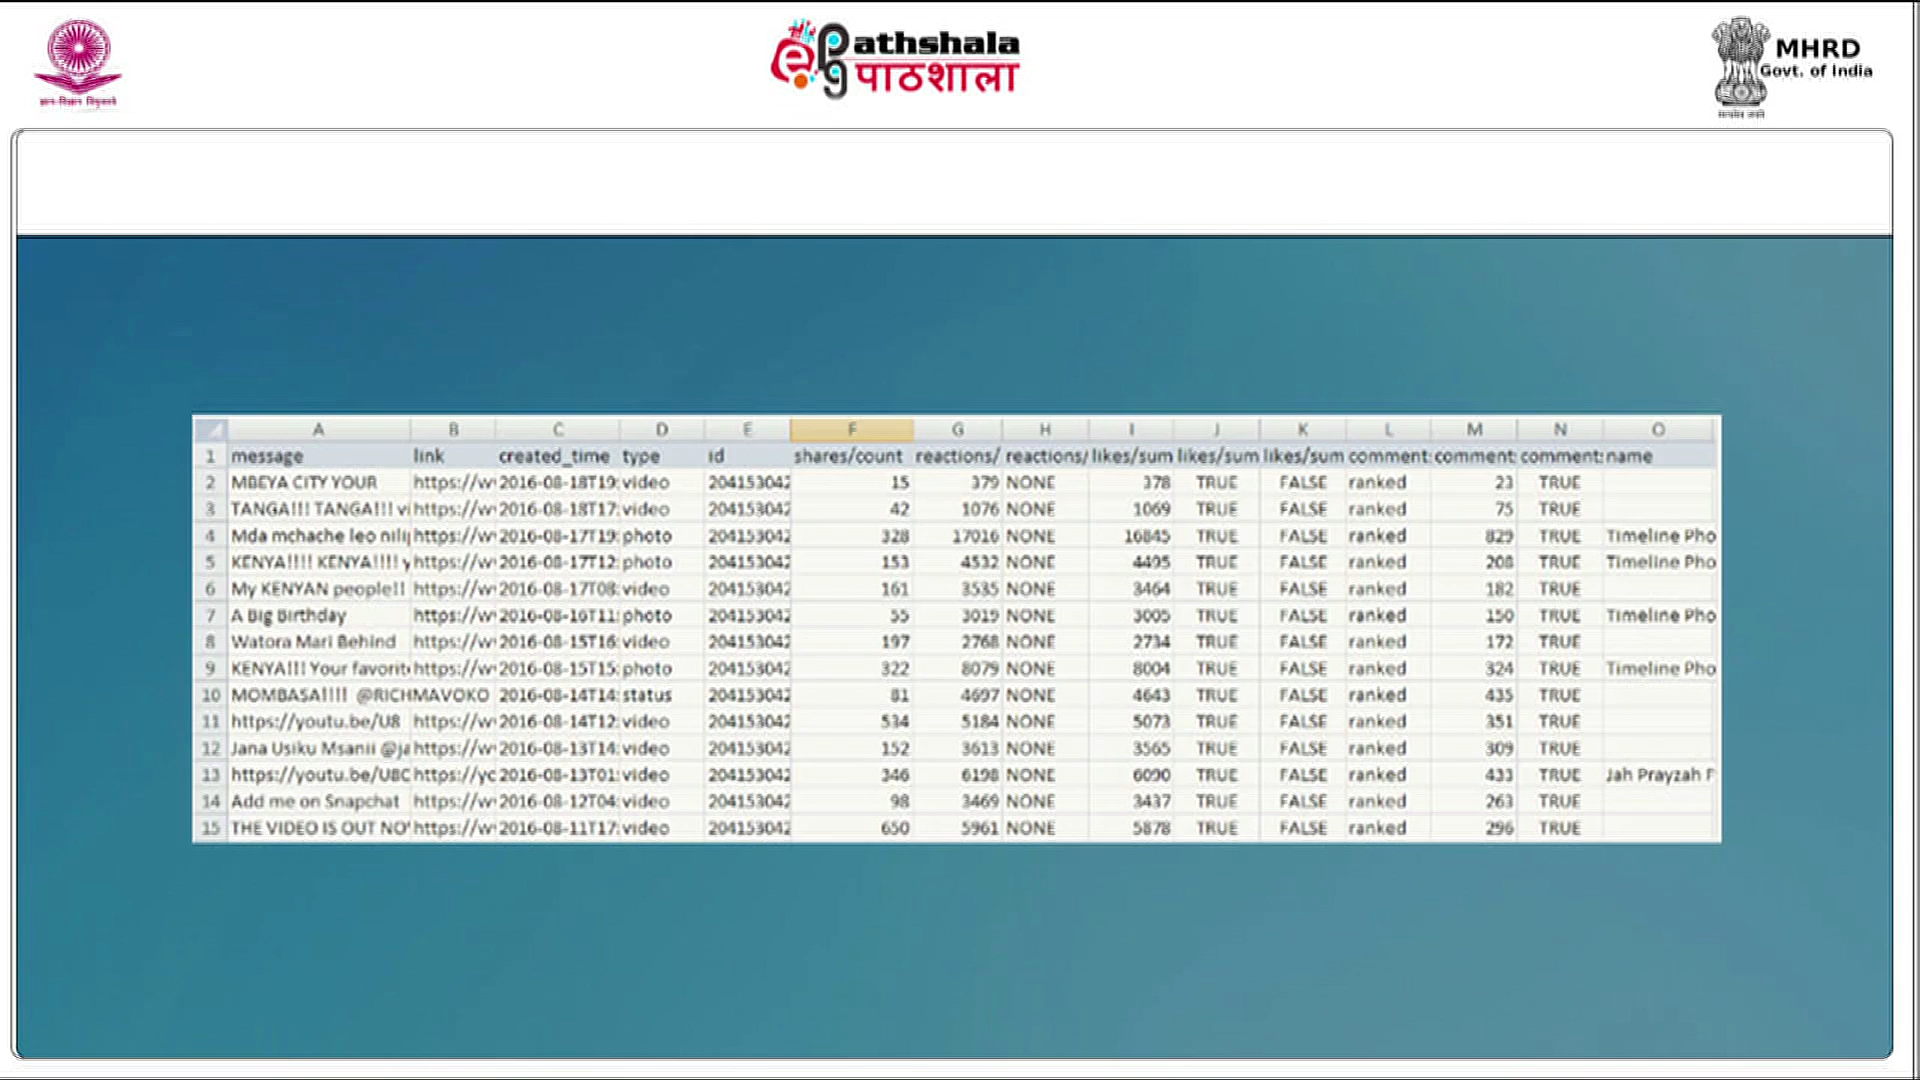 ज्ञान-विज्ञान विमुक्तये
ePG Pathshala
पाठशाला
MHRD
Govt. of India
सत्यमेव जयते
A B C D E F G H I J K L M N O
1 message link created_time type id shares/count reactions/ reactions/ likes/sum likes/sum likes/sum comment: comment: comment: name
2 MBEYA CITY YOUR https://w 2016-08-18T19: video 204153042 15 379 NONE 378 TRUE FALSE ranked 23 TRUE
3 TANGA!!! TANGA!!! vi https://w 2016-08-18T17: video 204153042 42 1076 NONE 1069 TRUE FALSE ranked 75 TRUE
4 Mda mchache leo nili https://w 2016-08-17T19: photo 204153042 328 17016 NONE 16845 TRUE FALSE ranked 829 TRUE Timeline Pho
5 KENYA!!!! KENYA!!!! y https://w 2016-08-17T12: photo 204153042 153 4532 NONE 4495 TRUE FALSE ranked 208 TRUE Timeline Pho
6 My KENYAN people!! https://w 2016-08-17T08: video 204153042 161 3535 NONE 3464 TRUE FALSE ranked 182 TRUE
7 A Big Birthday https://w 2016-08-16T11: photo 204153042 55 3019 NONE 3005 TRUE FALSE ranked 150 TRUE Timeline Pho
8 Watora Mari Behind https://w 2016-08-15T16: video 204153042 197 2768 NONE 2734 TRUE FALSE ranked 172 TRUE
9 KENYA!!! Your favorit https://w 2016-08-15T15: photo 204153042 322 8079 NONE 8004 TRUE FALSE ranked 324 TRUE Timeline Pho
10 MOMBASA!!!! @RICHMAVOKO 2016-08-14T14: status 204153042 81 4697 NONE 4643 TRUE FALSE ranked 435 TRUE
11 https://youtu.be/U8 https://w 2016-08-14T12: video 204153042 534 5184 NONE 5073 TRUE FALSE ranked 351 TRUE
12 Jana Usiku Msanii @ja https://w 2016-08-13T14: video 204153042 152 3613 NONE 3565 TRUE FALSE ranked 309 TRUE
13 https://youtu.be/U8C https://yc 2016-08-13T01: video 204153042 346 6198 NONE 6090 TRUE FALSE ranked 433 TRUE Jah Prayzah F
14 Add me on Snapchat https://w 2016-08-12T04: video 204153042 98 3469 NONE 3437 TRUE FALSE ranked 263 TRUE
15 THE VIDEO IS OUT NO https://w 2016-08-11T17: video 204153042 650 5961 NONE 5878 TRUE FALSE ranked 296 TRUE